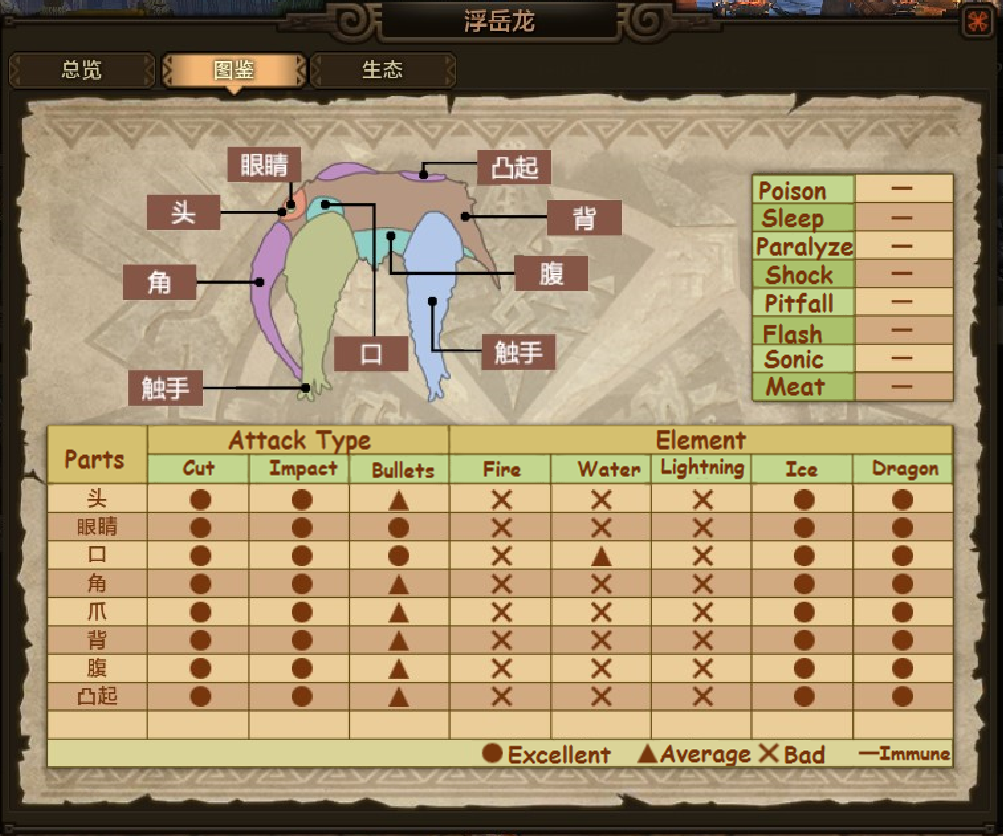 浮岳龙
总览 图鉴 生态
眼睛
凸起
头
背
角
腹
口
触手
触手
Poison —
Sleep —
Paralyze —
Shock —
Pitfall —
Flash —
Sonic —
Meat —
Parts Attack Type Element
Cut Impact Bullets Fire Water Lightning Ice Dragon
头 ● ● ▲ ✕ ✕ ✕ ● ●
眼睛 ● ● ● ✕ ✕ ✕ ● ●
口 ● ● ● ✕ ▲ ✕ ● ●
角 ● ● ▲ ✕ ✕ ✕ ● ●
爪 ● ● ▲ ✕ ✕ ✕ ● ●
背 ● ● ▲ ✕ ✕ ✕ ● ●
腹 ● ● ▲ ✕ ✕ ✕ ● ●
凸起 ● ● ▲ ✕ ✕ ✕ ● ●
●Excellent ▲Average ✕Bad —Immune